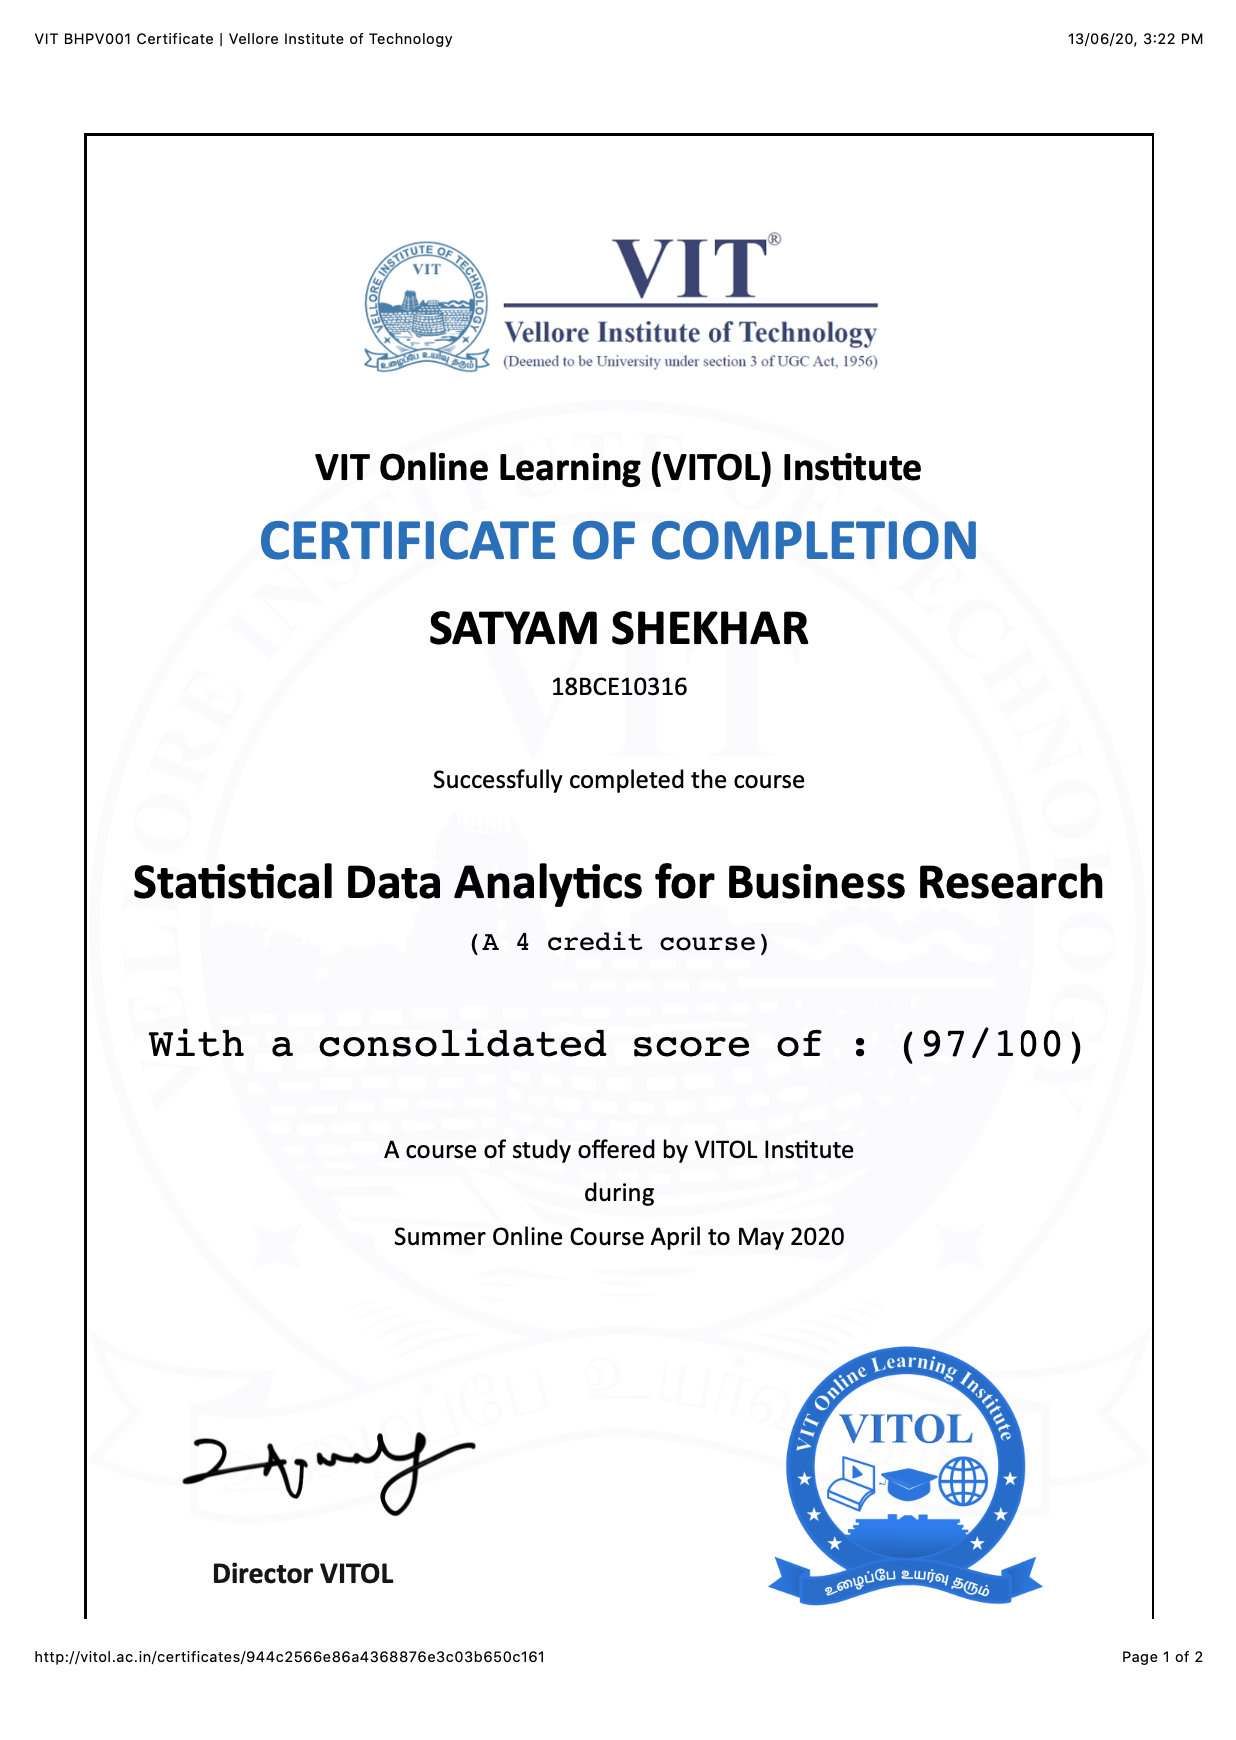 VIT BHPV001 Certificate | Vellore Institute of Technology
13/06/20, 3:22 PM
VELLORE INSTITUTE OF TECHNOLOGY
VIT
உழைப்பே உயர்வு தரும்
VIT®
Vellore Institute of Technology
(Deemed to be University under section 3 of UGC Act, 1956)
VIT Online Learning (VITOL) Institute
CERTIFICATE OF COMPLETION
SATYAM SHEKHAR
18BCE10316
Successfully completed the course
Statistical Data Analytics for Business Research
(A 4 credit course)
With a consolidated score of : (97/100)
A course of study offered by VITOL Institute
during
Summer Online Course April to May 2020
Director VITOL
VIT Online Learning Institute
VITOL
உழைப்பே உயர்வு தரும்
http://vitol.ac.in/certificates/944c2566e86a4368876e3c03b650c161
Page 1 of 2